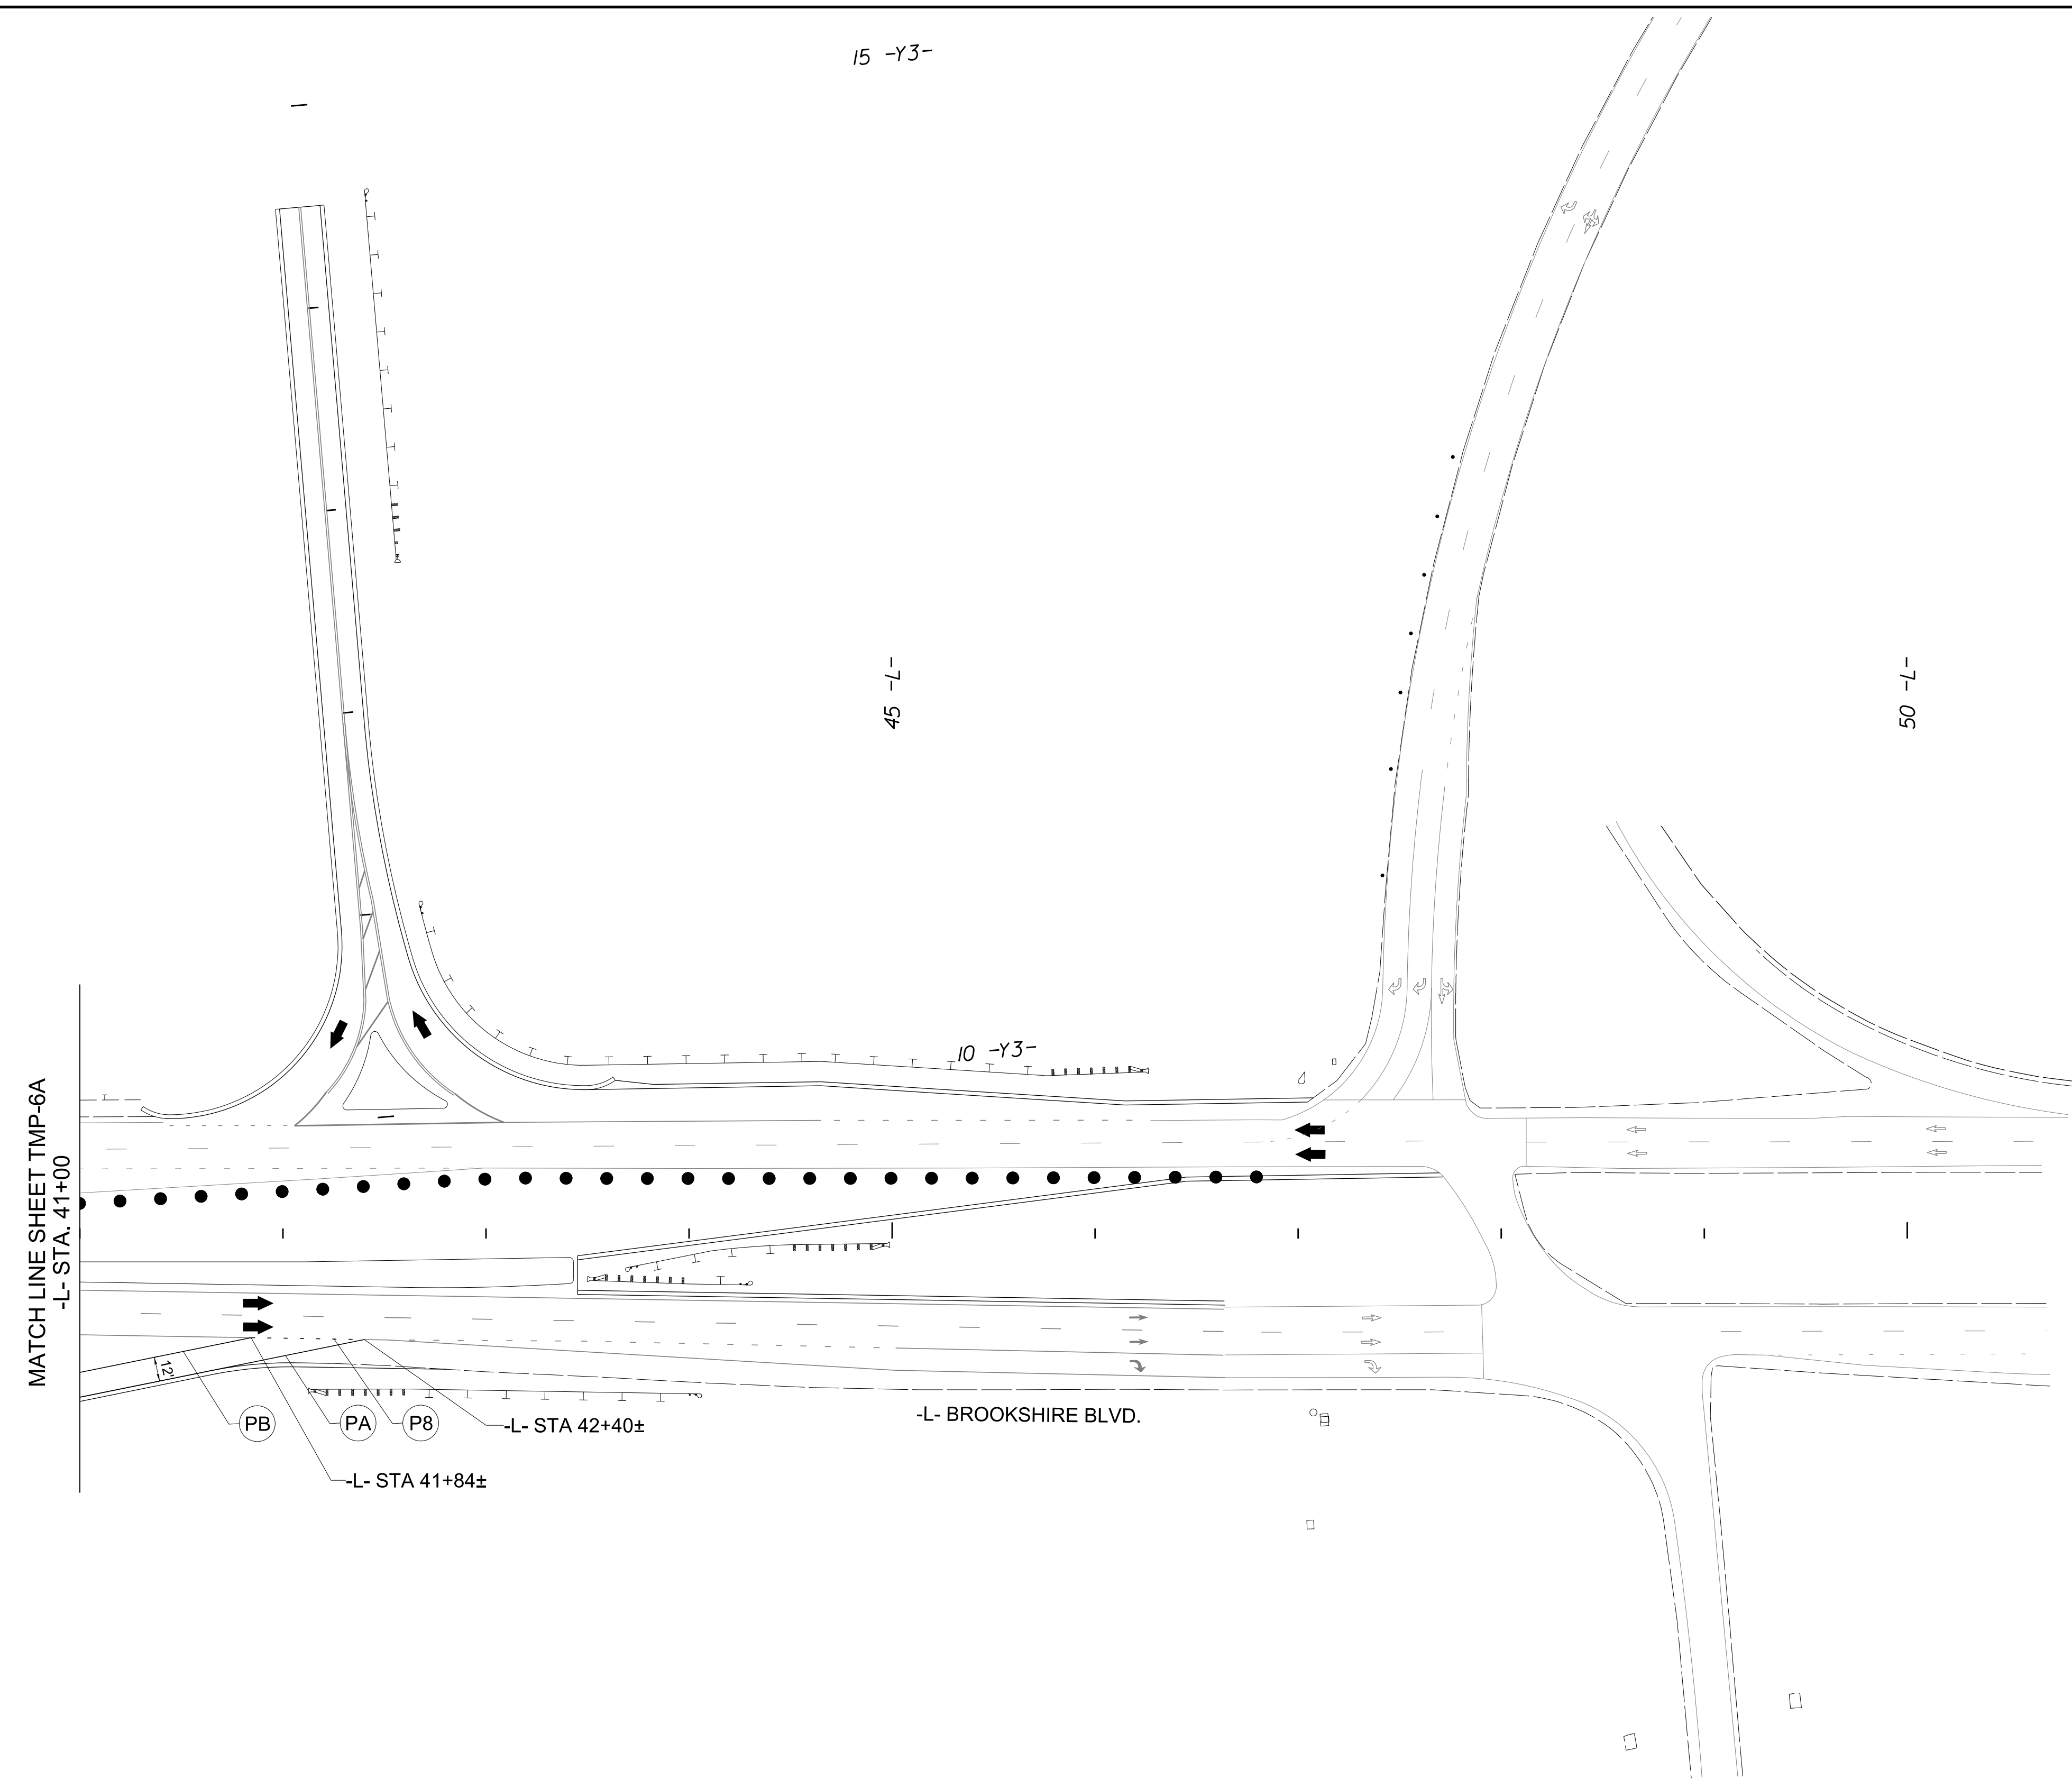 15 -Y3-
45 -L-
50 -L-
10 -Y3-
MATCH LINE SHEET TMP-6A
-L- STA. 41+00
12'
PB
PA
P8
-L- STA 42+40±
-L- BROOKSHIRE BLVD.
-L- STA 41+84±